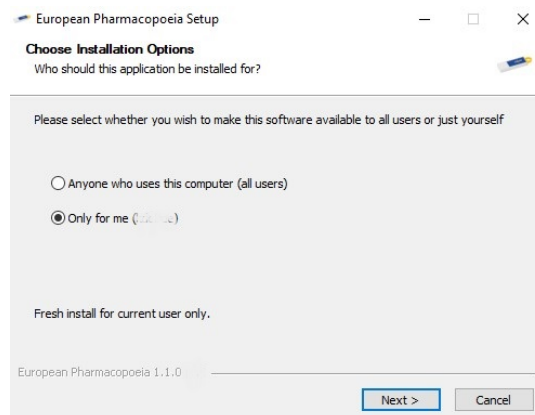 European Pharmacopoeia Setup
Choose Installation Options
Who should this application be installed for?
Please select whether you wish to make this software available to all users or just yourself
Anyone who uses this computer (all users)
Only for me (
Fresh install for current user only.
European Pharmacopoeia 1.1.0
Next >
Cancel